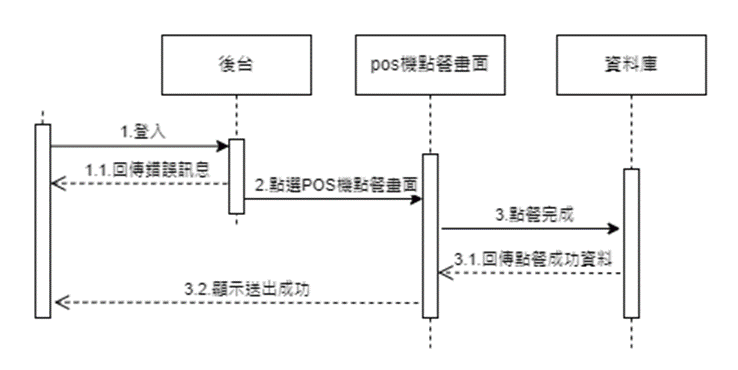 後台
pos機點餐畫面
資料庫
1.登入
1.1.回傳錯誤訊息
2.點選POS機點餐畫面
3.點餐完成
3.1.回傳點餐成功資料
3.2.顯示送出成功